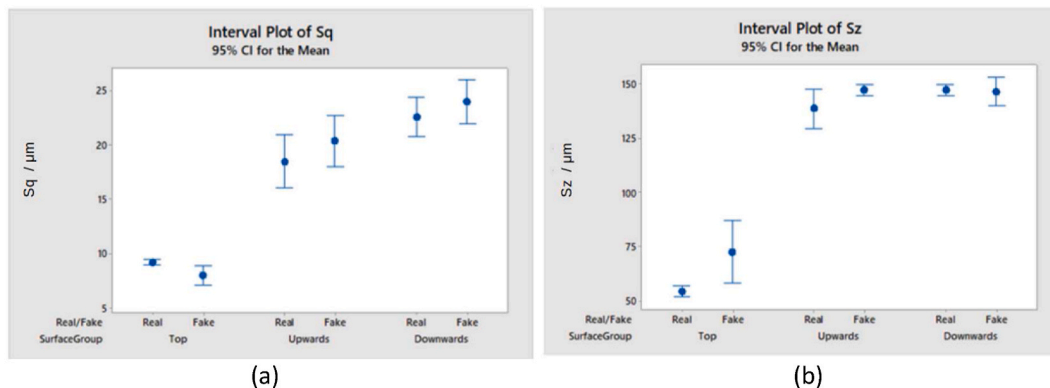 Interval Plot of Sq
95% CI for the Mean
25
20
15
10
5
Sq / µm
Real/Fake Real Fake Real Fake Real Fake
SurfaceGroup Top Upwards Downwards
(a)
Interval Plot of Sz
95% CI for the Mean
150
125
100
75
50
Sz / µm
Real/Fake Real Fake Real Fake Real Fake
SurfaceGroup Top Upwards Downwards
(b)